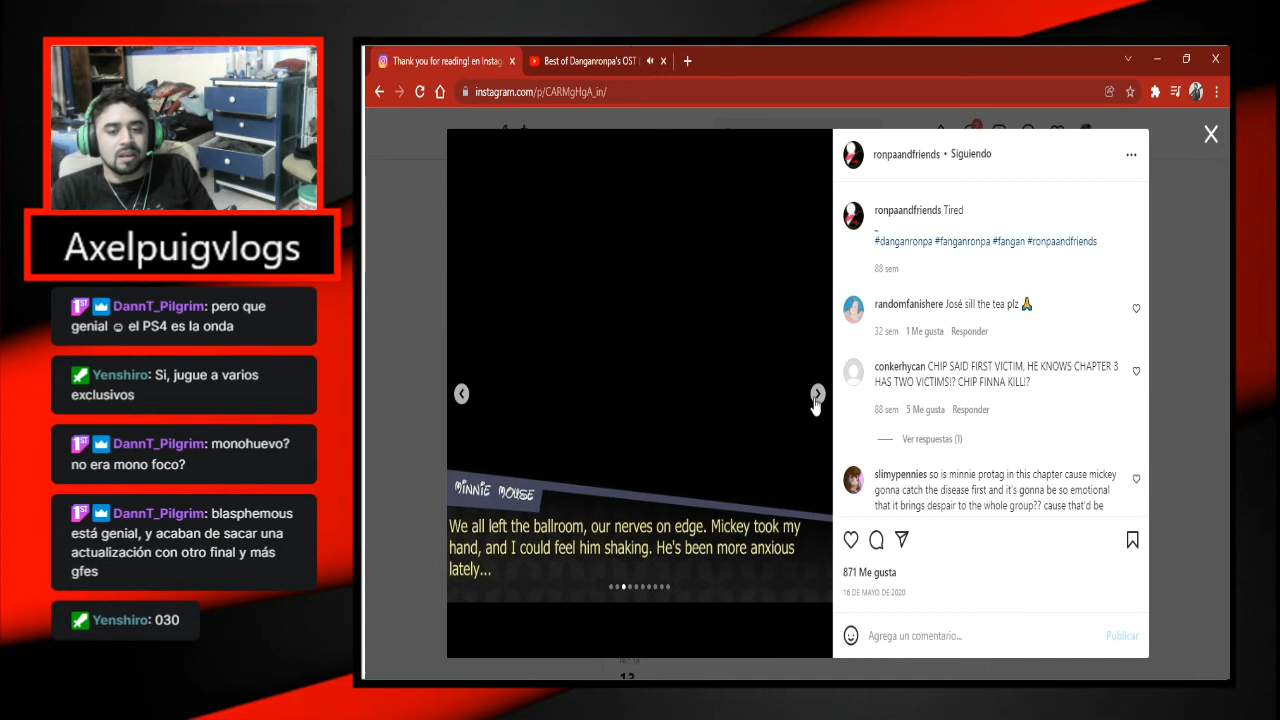 Axelpuigvlogs
DannT_Pilgrim: pero que
genial ☺ el PS4 es la onda
Yenshiro: Si, jugue a varios
exclusivos
DannT_Pilgrim: monohuevo?
no era mono foco?
DannT_Pilgrim: blasphemous
está genial, y acaban de sacar una
actualización con otro final y más
gfes
Yenshiro: 030
Thank you for reading! en Instag
Best of Danganronpa's OST
instagram.com/p/CARMgHgA_in/
MINNIE MOUSE
We all left the ballroom, our nerves on edge. Mickey took my
hand, and I could feel him shaking. He's been more anxious
lately...
ronpaandfriends • Siguiendo
ronpaandfriends Tired
_
#danganronpa #fanganronpa #fangan #ronpaandfriends
88 sem
randomfanishere José sill the tea plz 🙏
32 sem 1 Me gusta Responder
conkerhycan CHIP SAID FIRST VICTIM, HE KNOWS CHAPTER 3
HAS TWO VICTIMS!? CHIP FINNA KILL!?
88 sem 5 Me gusta Responder
Ver respuestas (1)
slimypennies so is minnie protag in this chapter cause mickey
gonna catch the disease first and it's gonna be so emotional
that it brings despair to the whole group?? cause that'd be
871 Me gusta
16 DE MAYO DE 2020
Agrega un comentario...
Publicar